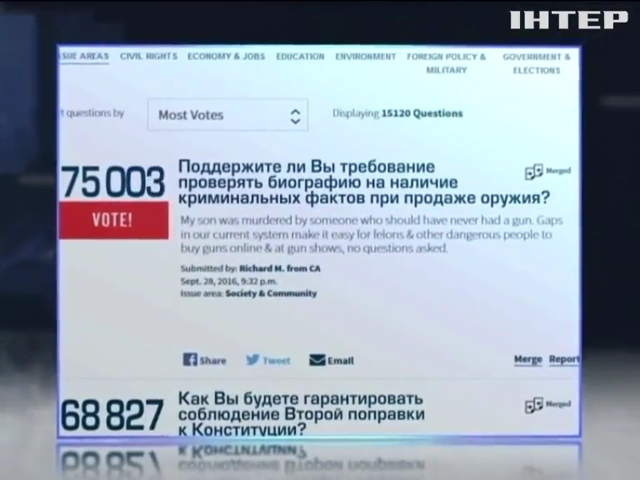 ІНТЕР
SSUE AREAS CIVIL RIGHTS ECONOMY & JOBS EDUCATION ENVIRONMENT FOREIGN POLICY & MILITARY GOVERNMENT & ELECTIONS
t questions by Most Votes Displaying 15120 Questions
75 003
VOTE!
Поддержите ли Вы требование
проверять биографию на наличие
криминальных фактов при продаже оружия?
Merged
My son was murdered by someone who should have never had a gun. Gaps
in our current system make it easy for felons & other dangerous people to
buy guns online & at gun shows, no questions asked.
Submitted by: Richard M. from CA
Sept. 28, 2016, 9:32 p.m.
Issue area: Society & Community
Share Tweet Email Merge Report
68 827
Как Вы будете гарантировать
соблюдение Второй поправки
к Конституции?
Merged